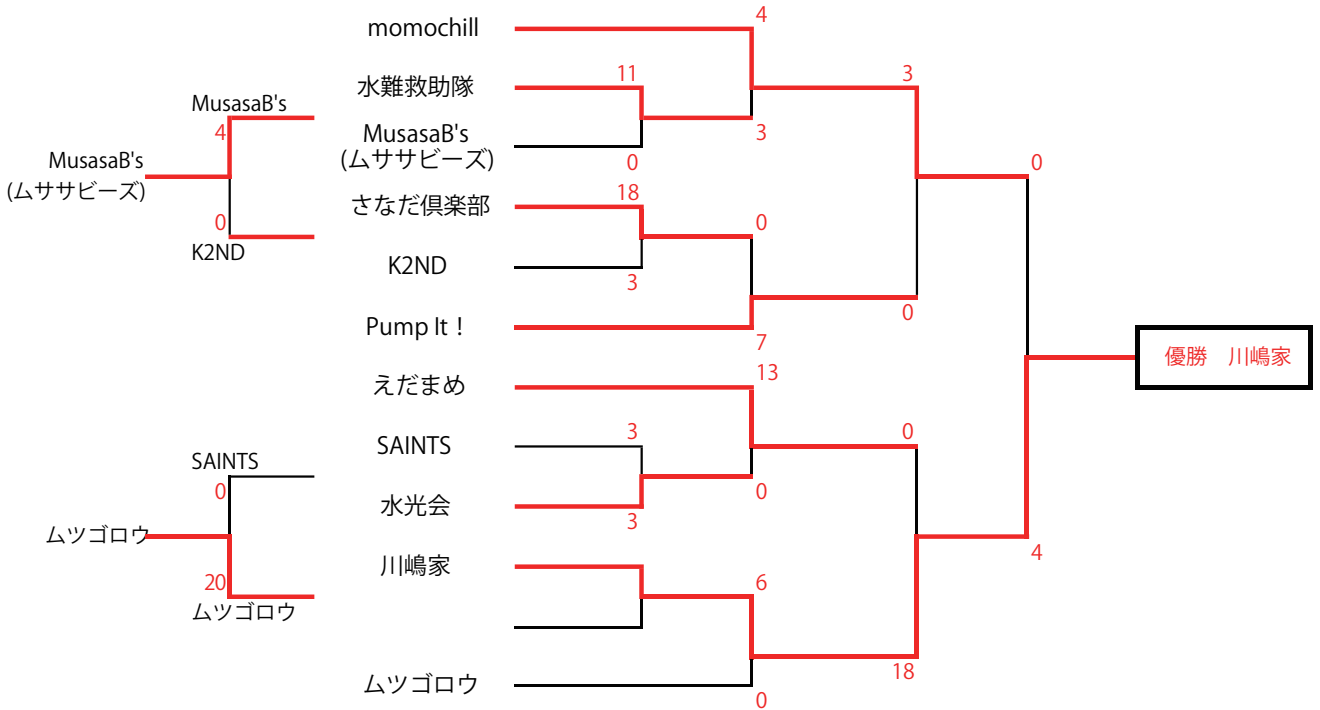 momochill
4
水難救助隊
11
3
MusasaB's
MusasaB's
(ムササビーズ)
4
0
3
MusasaB's
(ムササビーズ)
0
さなだ倶楽部
18
0
0
K2ND
K2ND
3
0
Pump It！
7
優勝　川嶋家
えだまめ
13
SAINTS
3
0
SAINTS
0
水光会
3
0
ムツゴロウ
川嶋家
4
20
6
ムツゴロウ
18
ムツゴロウ
0